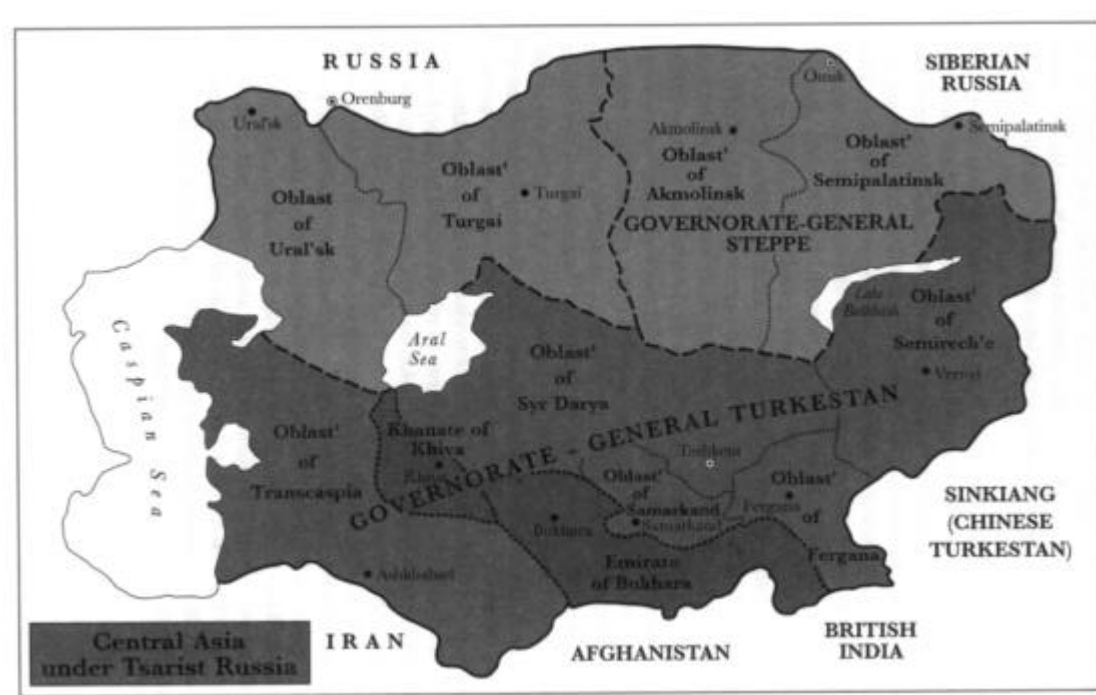 RUSSIA
SIBERIAN
RUSSIA
Orenburg
Omsk
Ural'sk
Semipalatinsk
Akmolinsk
Oblast'
of
Akmolinsk
Oblast'
of
Semipalatinsk
Oblast'
of
Turgai
Turgai
Oblast
of
Ural'sk
GOVERNORATE-GENERAL
STEPPE
Caspian Sea
Aral
Sea
Lake
Balkhash
Oblast'
of
Semirech'e
Vernyi
Oblast'
of
Syr Darya
GOVERNORATE - GENERAL TURKESTAN
Khanate of
Khiva
Khiva
Oblast'
of
Transcaspia
Tashkent
Oblast'
of
Samarkand
Samarkand
Fergana
Oblast'
of
Fergana
Bokhara
Emirate
of Bokhara
Ashkhabad
SINKIANG
(CHINESE
TURKESTAN)
IRAN
AFGHANISTAN
BRITISH
INDIA
Central Asia
under Tsarist Russia